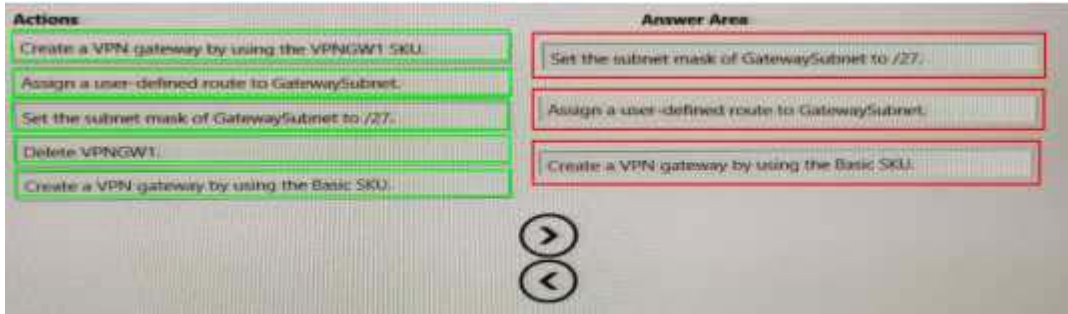 Actions
Create a VPN gateway by using the VPNGW1 SKU.
Assign a user-defined route to GatewaySubnet.
Set the subnet mask of GatewaySubnet to /27.
Delete VPNGW1.
Create a VPN gateway by using the Basic SKU.
Answer Area
Set the subnet mask of GatewaySubnet to /27.
Assign a user-defined route to GatewaySubnet.
Create a VPN gateway by using the Basic SKU.